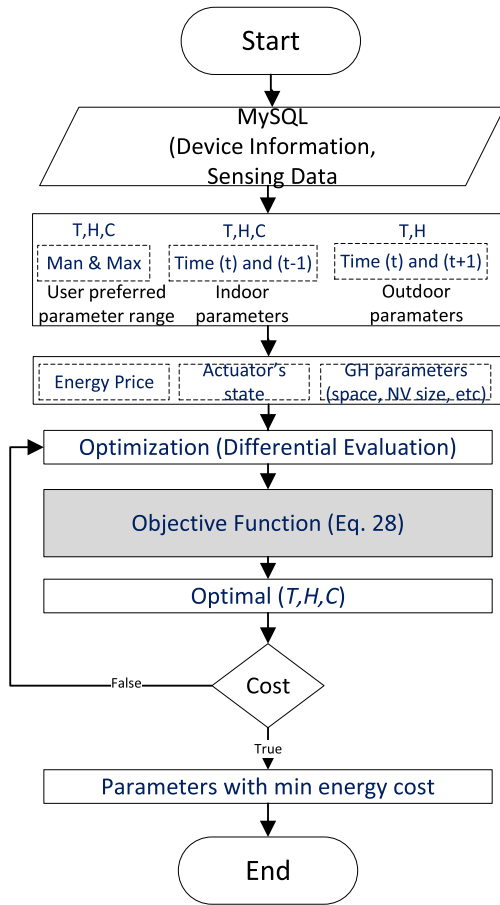 Start
MySQL
(Device Information,
Sensing Data
T,H,C
T,H,C
T,H
Man & Max
Time (t) and (t-1)
Time (t) and (t+1)
User preferred
parameter range
Indoor
parameters
Outdoor
paramaters
Energy Price
Actuator's
state
GH parameters
(space, NV size, etc)
Optimization (Differential Evaluation)
Objective Function (Eq. 28)
Optimal (T,H,C)
Cost
False
True
Parameters with min energy cost
End